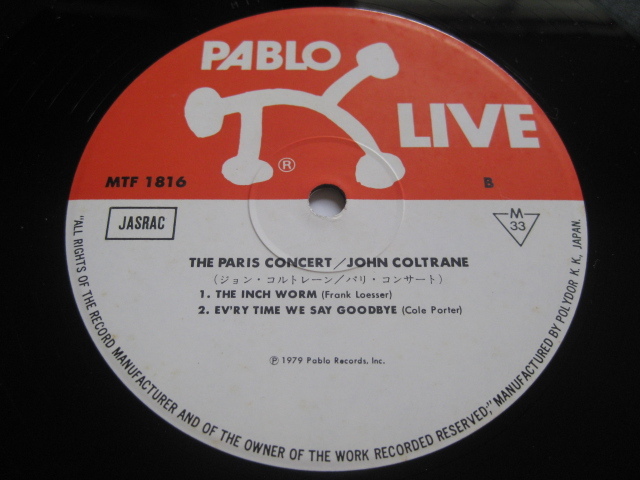 PABLO
LIVE
®
MTF 1816
B
JASRAC
M
33
THE PARIS CONCERT/JOHN COLTRANE
(ジョン・コルトレーン/パリ・コンサート)
1. THE INCH WORM (Frank Loesser)
2. EV'RY TIME WE SAY GOODBYE (Cole Porter)
℗ 1979 Pablo Records, Inc.
"ALL RIGHTS OF THE RECORD MANUFACTURER AND OF THE OWNER OF THE WORK RECORDED RESERVED," MANUFACTURED BY POLYDOR K. K., JAPAN.